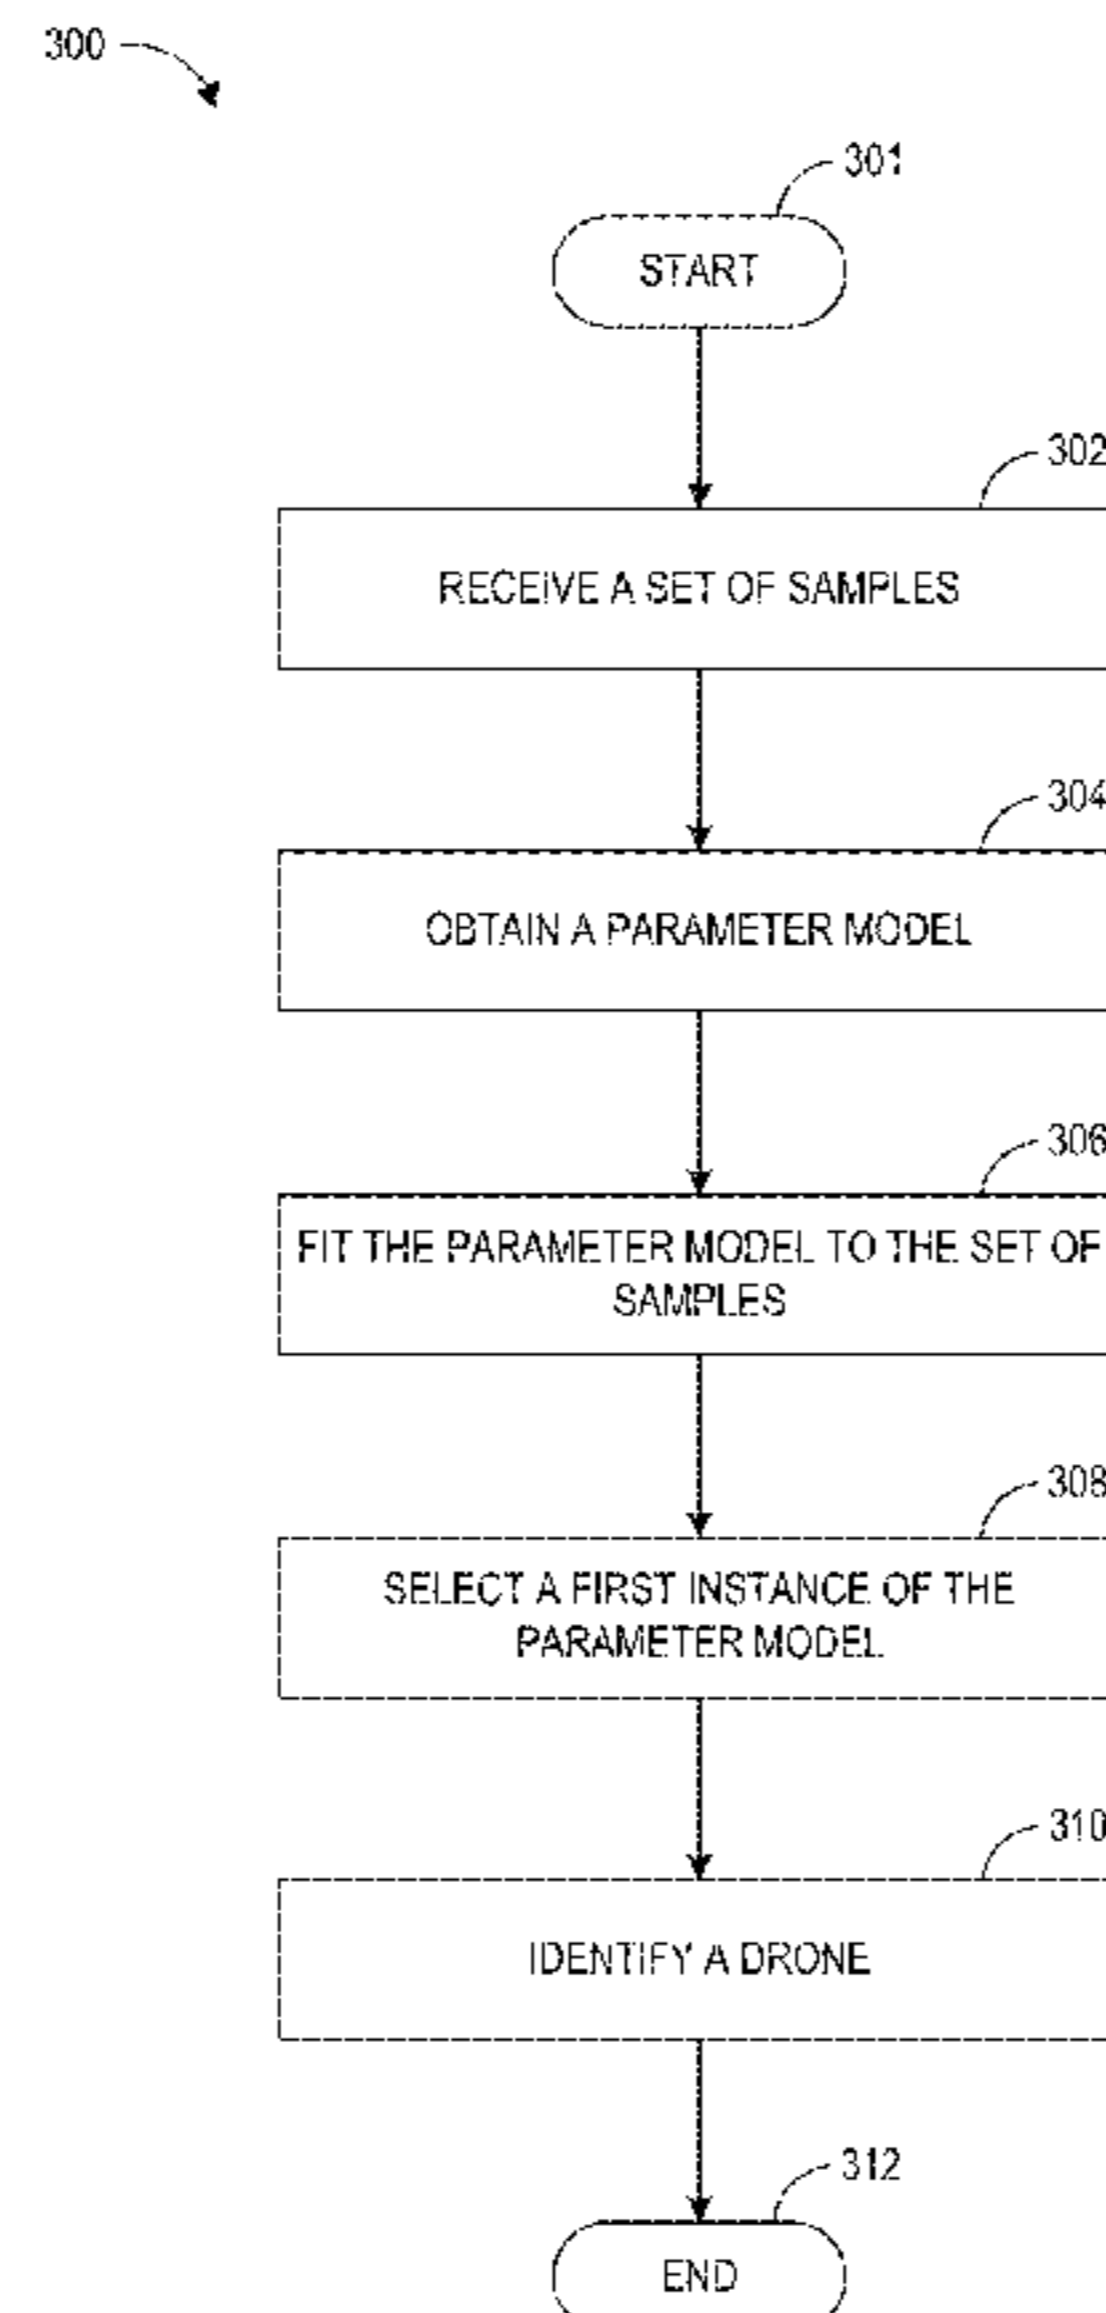 300
301
START
302
RECEIVE A SET OF SAMPLES
304
OBTAIN A PARAMETER MODEL
306
FIT THE PARAMETER MODEL TO THE SET OF
SAMPLES
308
SELECT A FIRST INSTANCE OF THE
PARAMETER MODEL
310
IDENTIFY A DRONE
312
END